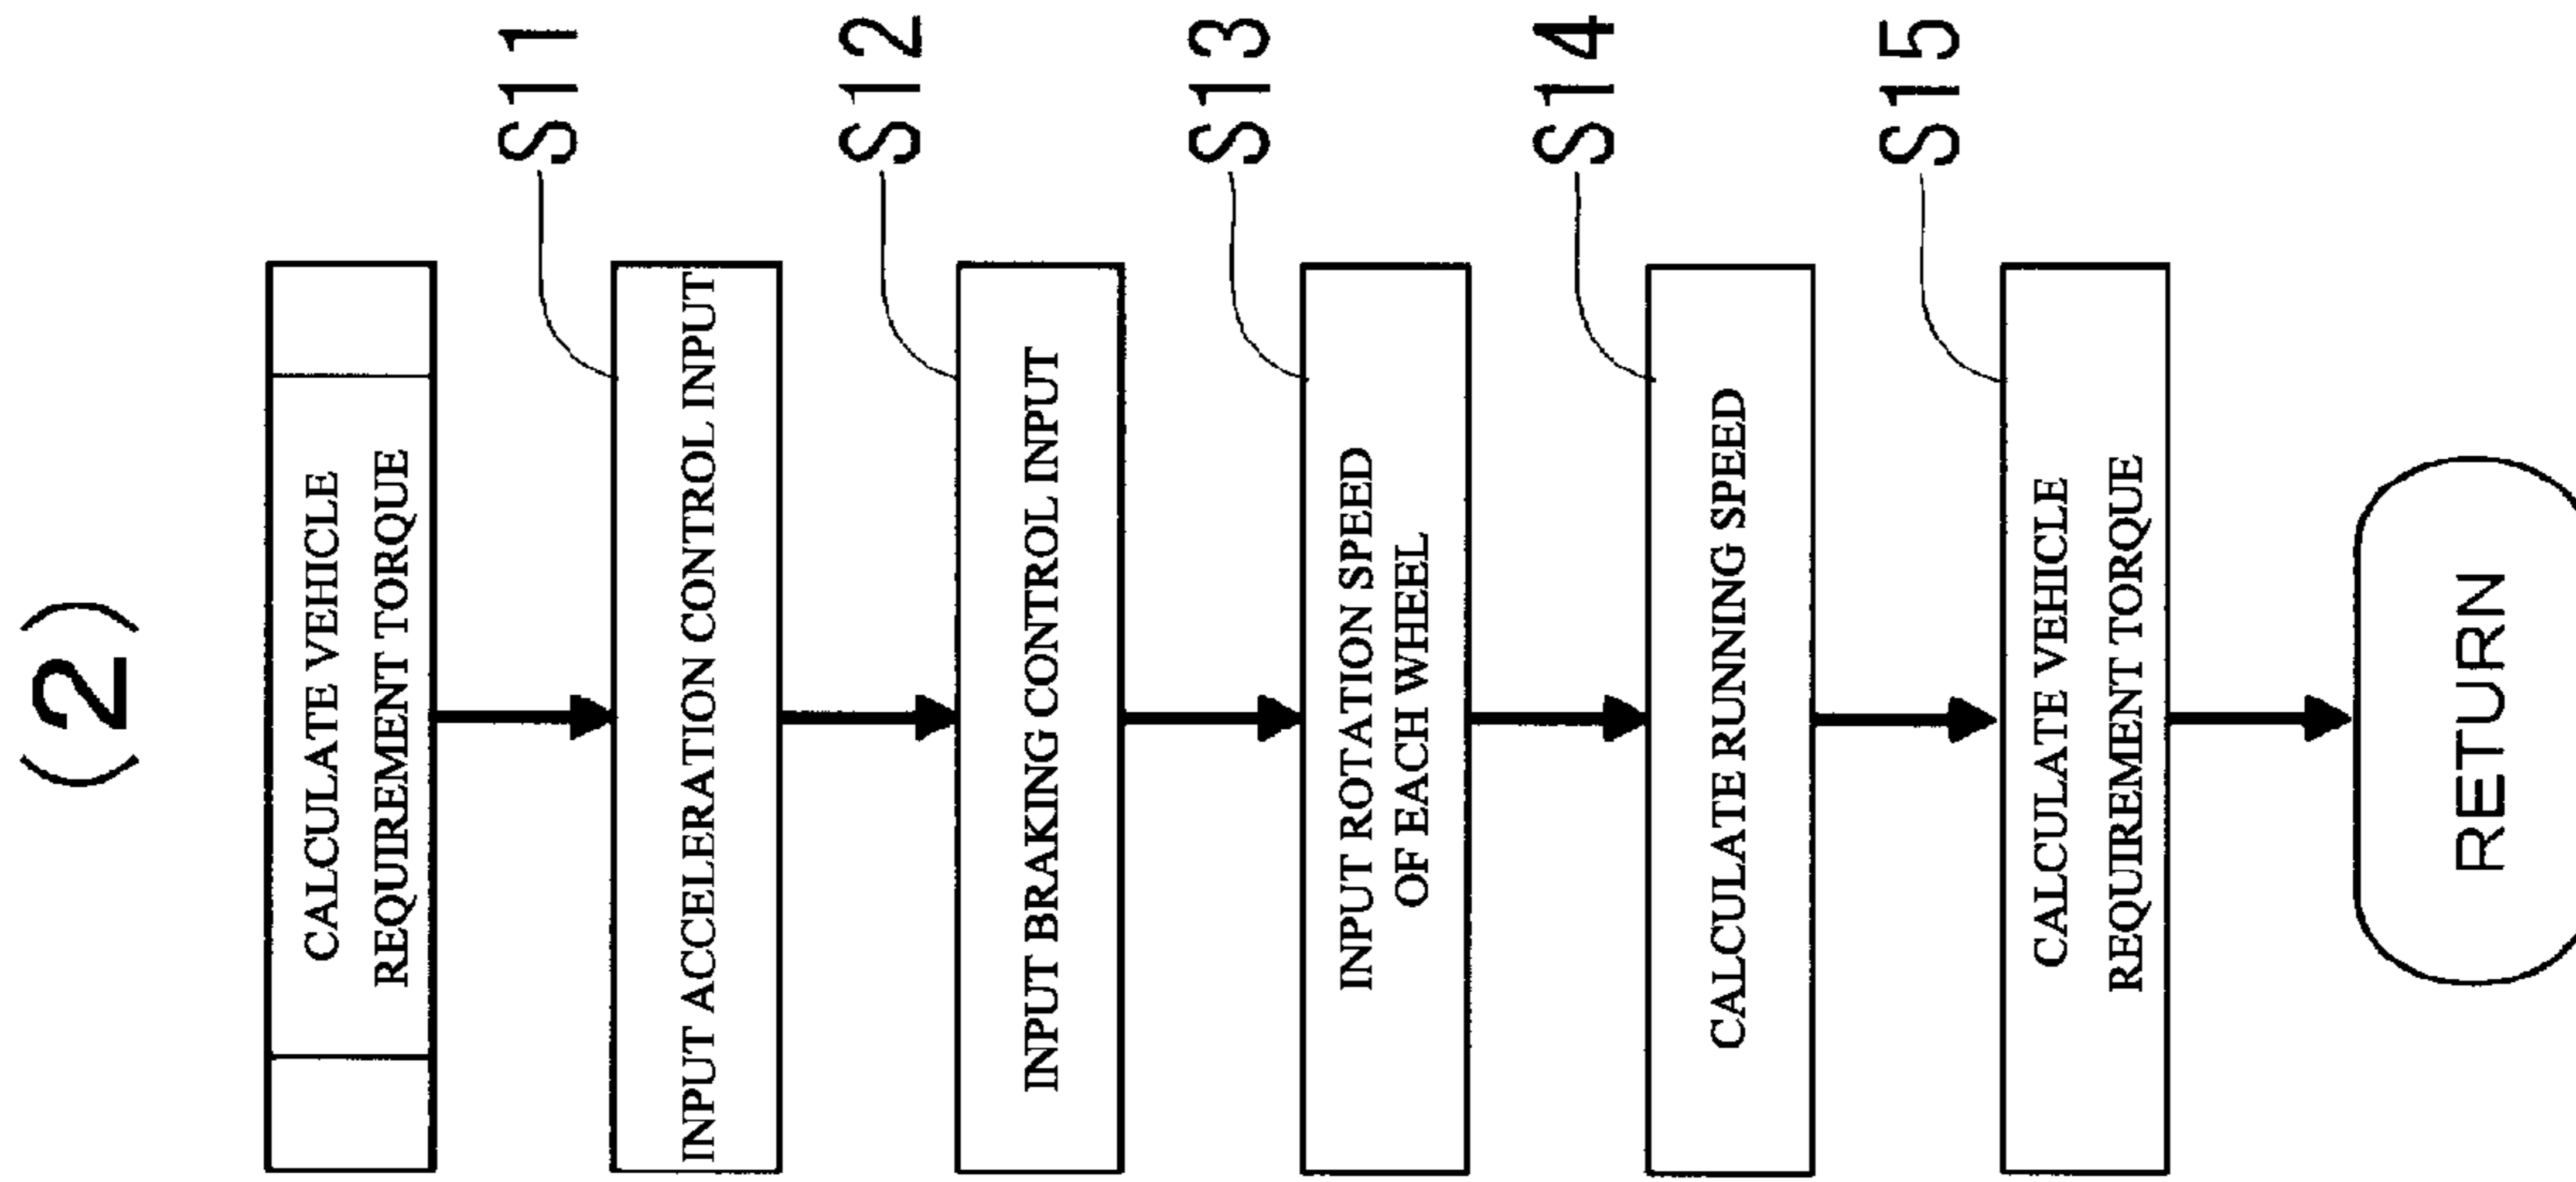 (2)
CALCULATE VEHICLE
REQUIREMENT TORQUE
S11
INPUT ACCELERATION CONTROL INPUT
S12
INPUT BRAKING CONTROL INPUT
S13
INPUT ROTATION SPEED
OF EACH WHEEL
S14
CALCULATE RUNNING SPEED
S15
CALCULATE VEHICLE
REQUIREMENT TORQUE
RETURN